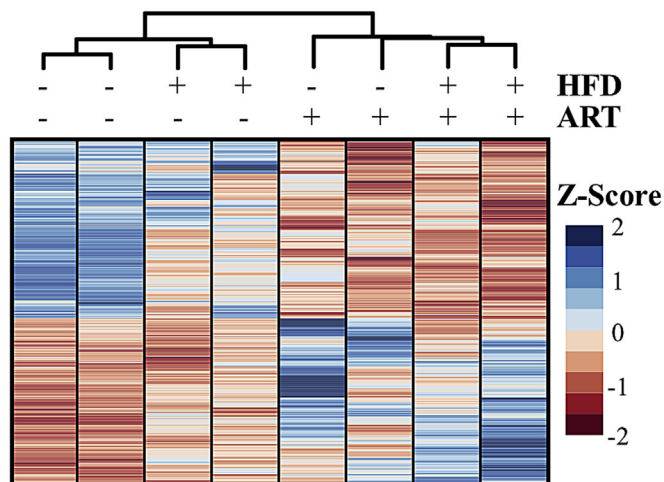 - - + + - - + + HFD
- - - - + + + + ART
Z-Score
2
1
0
-1
-2